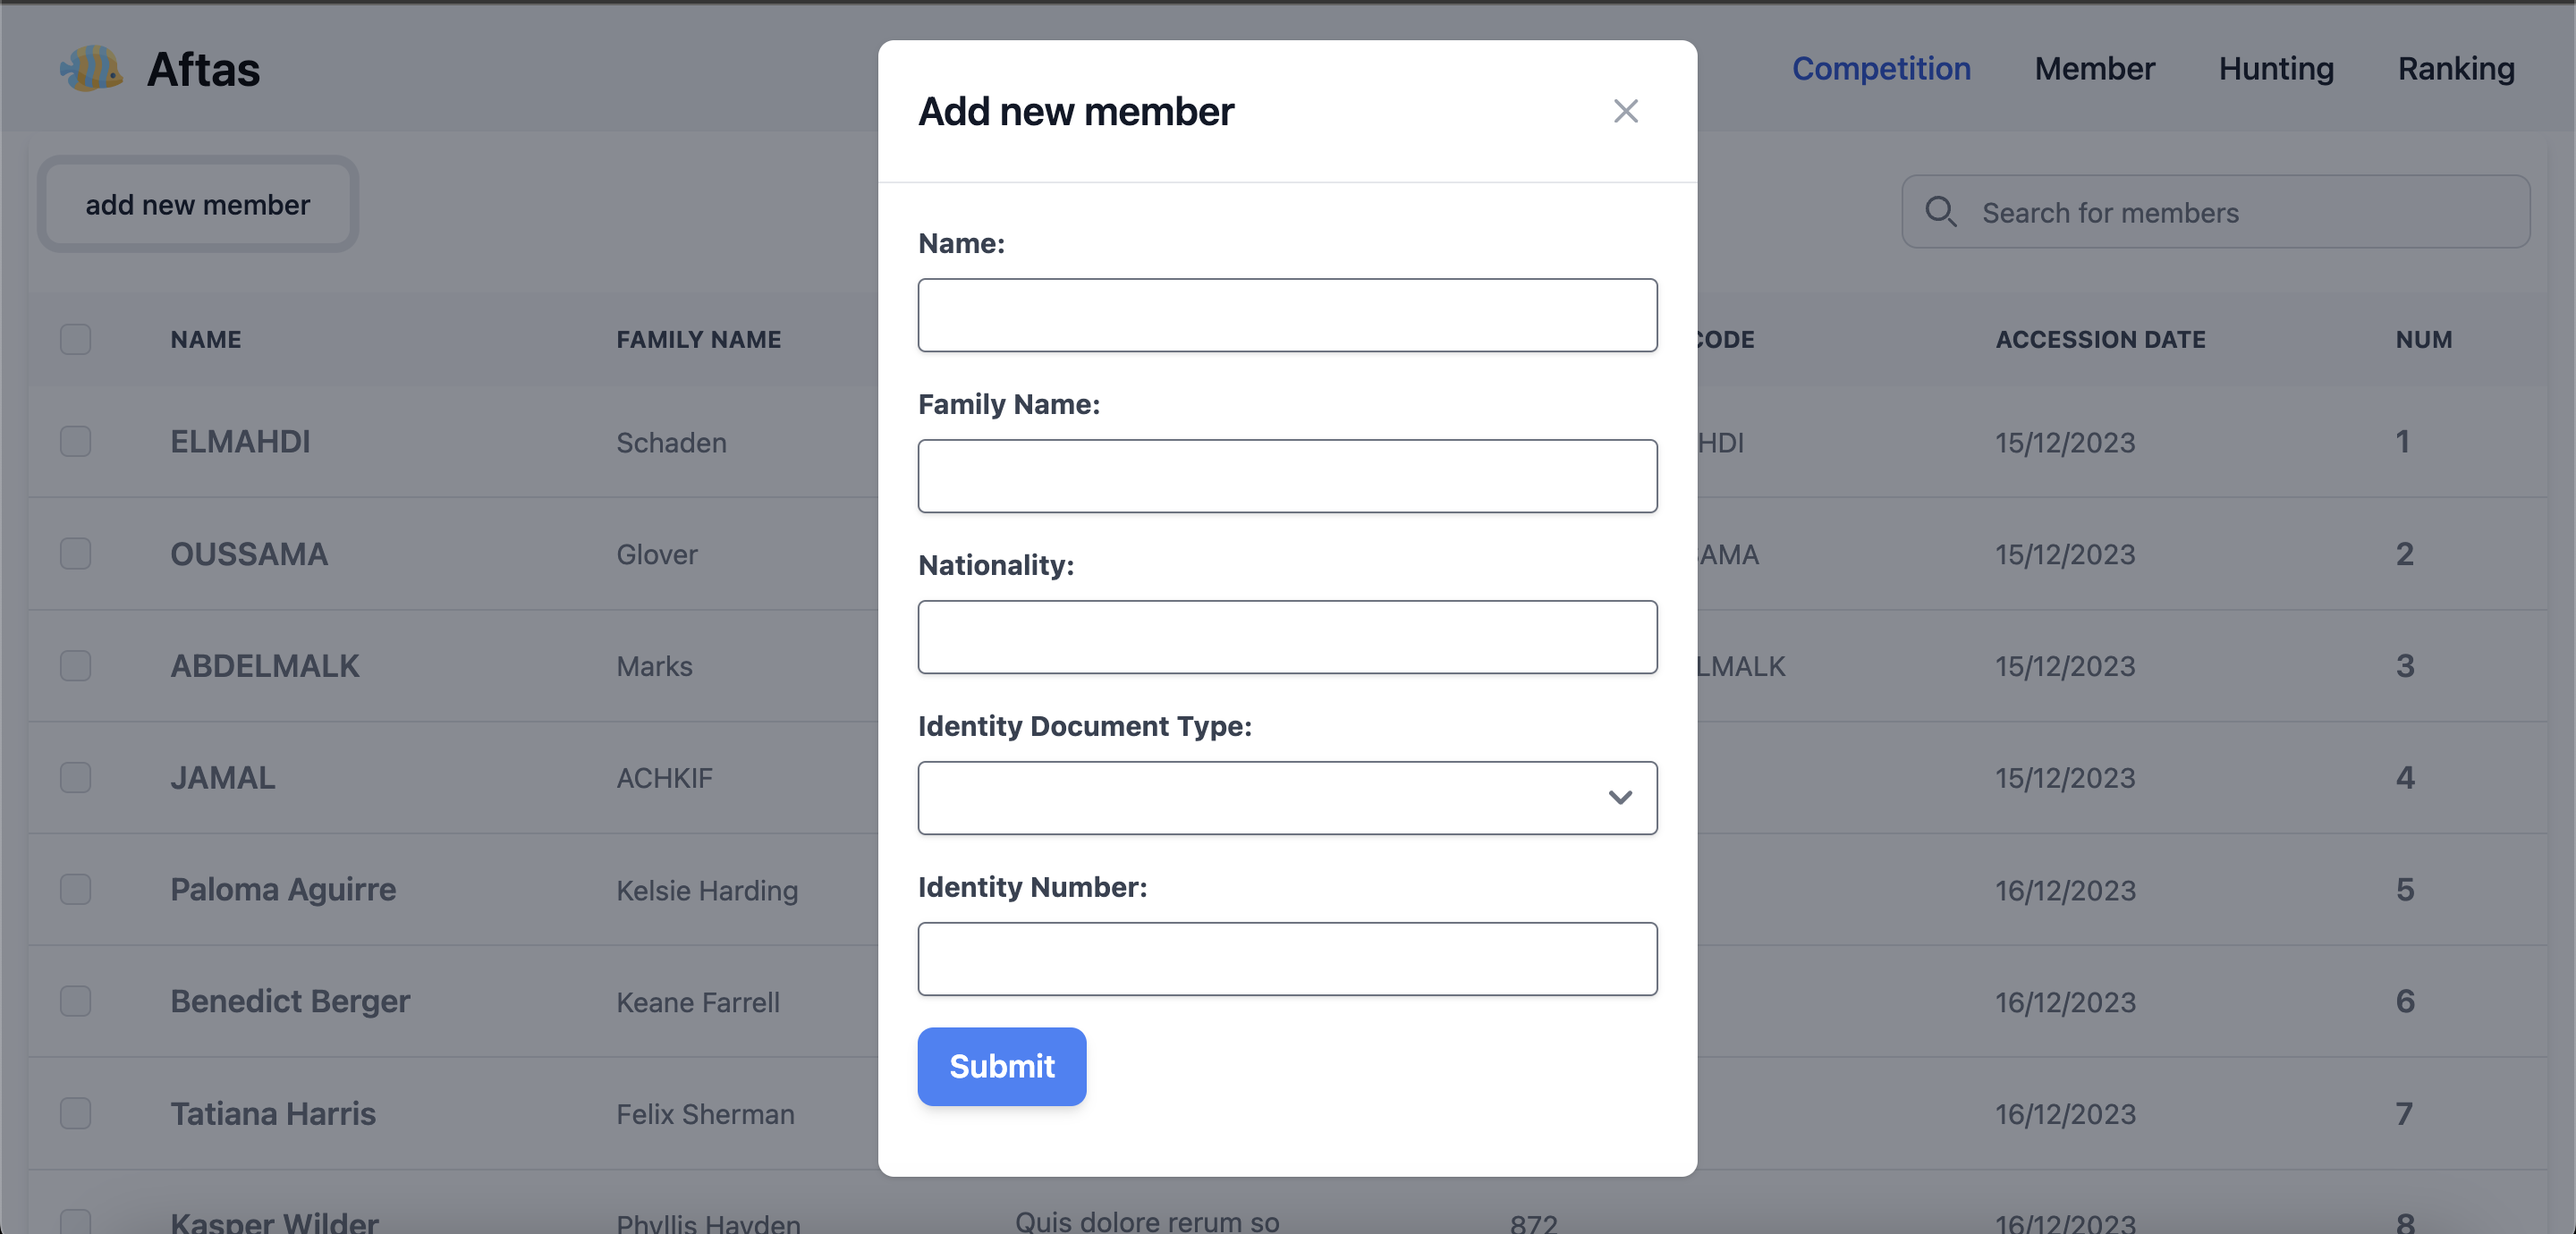 Aftas
Competition
Member
Hunting
Ranking
add new member
Search for members
Add new member
Name:
Family Name:
Nationality:
Identity Document Type:
Identity Number:
Submit
NAME FAMILY NAME CODE ACCESSION DATE NUM
ELMAHDI Schaden HDI 15/12/2023 1
OUSSAMA Glover AMA 15/12/2023 2
ABDELMALK Marks LMALK 15/12/2023 3
JAMAL ACHKIF 15/12/2023 4
Paloma Aguirre Kelsie Harding 16/12/2023 5
Benedict Berger Keane Farrell 16/12/2023 6
Tatiana Harris Felix Sherman 16/12/2023 7
Kasper Wilder Phyllis Hayden Quis dolore rerum so 872 16/12/2023 8